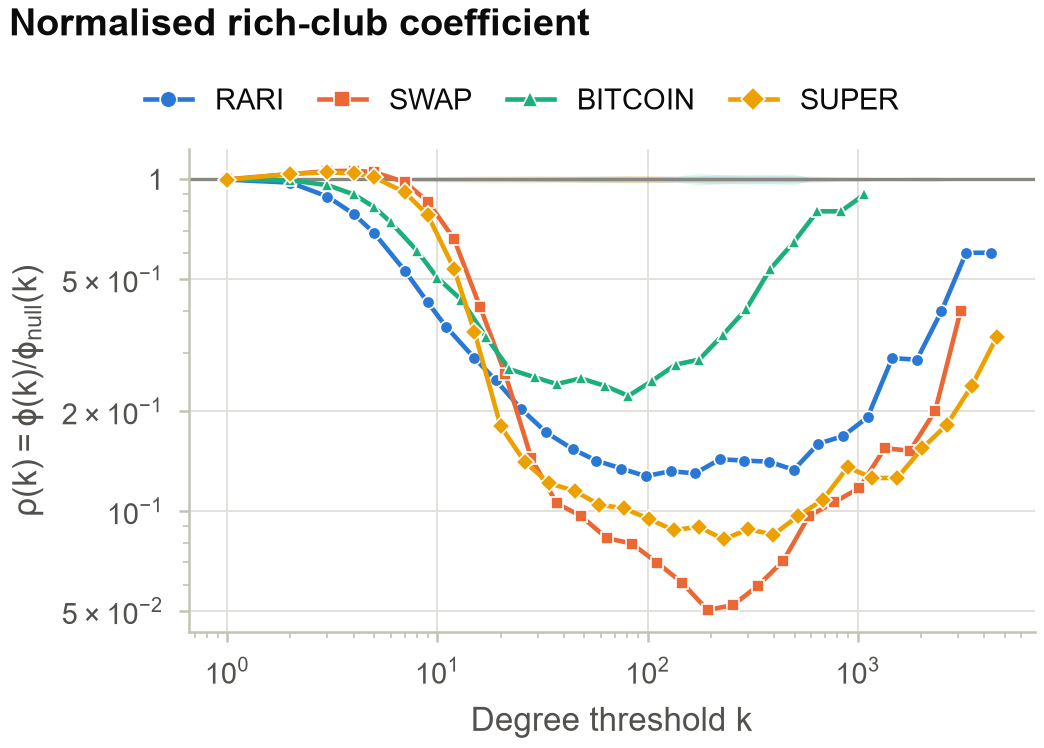 Normalised rich-club coefficient
RARI SWAP BITCOIN SUPER
1
5 × 10⁻¹
2 × 10⁻¹
10⁻¹
5 × 10⁻²
ρ(k) = ϕ(k)/ϕnull(k)
10⁰ 10¹ 10² 10³
Degree threshold k